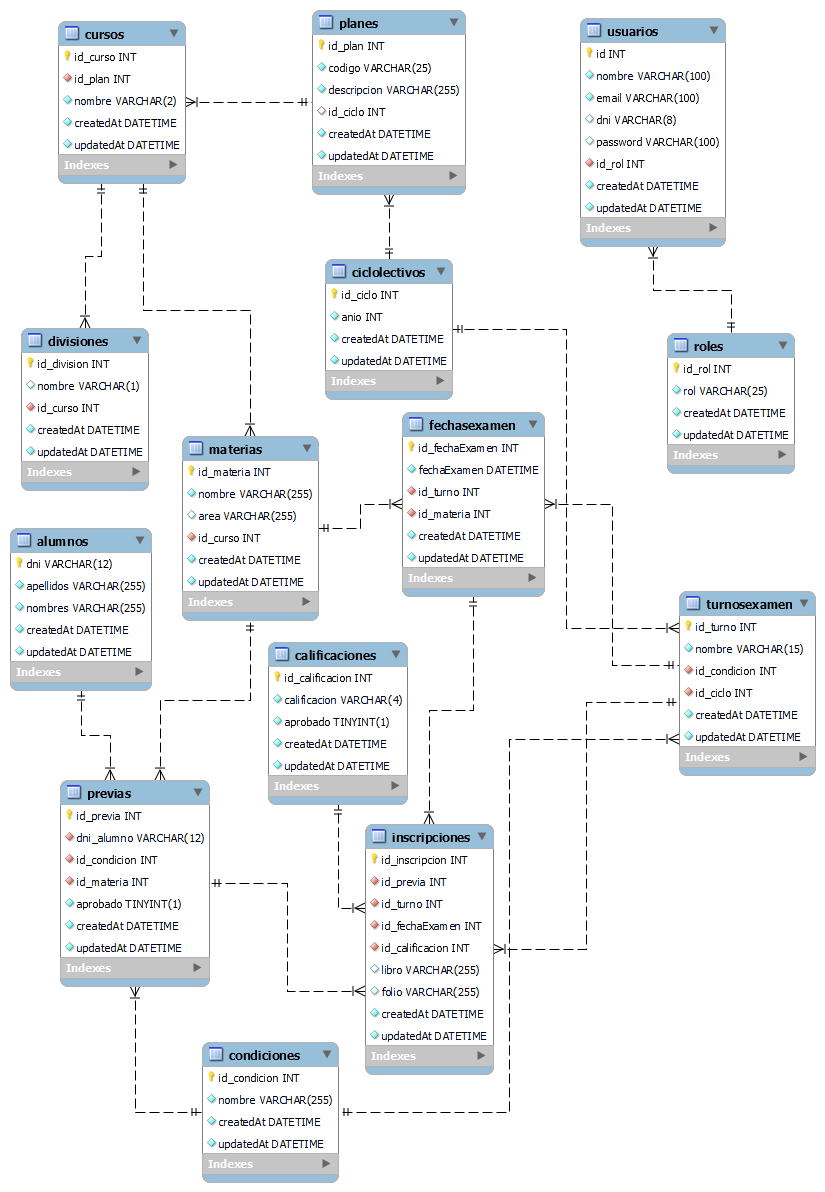 cursos
id_curso INT
id_plan INT
nombre VARCHAR(2)
createdAt DATETIME
updatedAt DATETIME
Indexes
planes
id_plan INT
codigo VARCHAR(25)
descripcion VARCHAR(255)
id_ciclo INT
createdAt DATETIME
updatedAt DATETIME
Indexes
usuarios
id INT
nombre VARCHAR(100)
email VARCHAR(100)
dni VARCHAR(8)
password VARCHAR(100)
id_rol INT
createdAt DATETIME
updatedAt DATETIME
Indexes
ciclolectivos
id_ciclo INT
anio INT
createdAt DATETIME
updatedAt DATETIME
Indexes
divisiones
id_division INT
nombre VARCHAR(1)
id_curso INT
createdAt DATETIME
updatedAt DATETIME
Indexes
roles
id_rol INT
rol VARCHAR(25)
createdAt DATETIME
updatedAt DATETIME
Indexes
materias
id_materia INT
nombre VARCHAR(255)
area VARCHAR(255)
id_curso INT
createdAt DATETIME
updatedAt DATETIME
Indexes
fechasexamen
id_fechaExamen INT
fechaExamen DATETIME
id_turno INT
id_materia INT
createdAt DATETIME
updatedAt DATETIME
Indexes
alumnos
dni VARCHAR(12)
apellidos VARCHAR(255)
nombres VARCHAR(255)
createdAt DATETIME
updatedAt DATETIME
Indexes
turnosexamen
id_turno INT
nombre VARCHAR(15)
id_condicion INT
id_ciclo INT
createdAt DATETIME
updatedAt DATETIME
Indexes
calificaciones
id_calificacion INT
calificacion VARCHAR(4)
aprobado TINYINT(1)
createdAt DATETIME
updatedAt DATETIME
Indexes
previas
id_previa INT
dni_alumno VARCHAR(12)
id_condicion INT
id_materia INT
aprobado TINYINT(1)
createdAt DATETIME
updatedAt DATETIME
Indexes
inscripciones
id_inscripcion INT
id_previa INT
id_turno INT
id_fechaExamen INT
id_calificacion INT
libro VARCHAR(255)
folio VARCHAR(255)
createdAt DATETIME
updatedAt DATETIME
Indexes
condiciones
id_condicion INT
nombre VARCHAR(255)
createdAt DATETIME
updatedAt DATETIME
Indexes